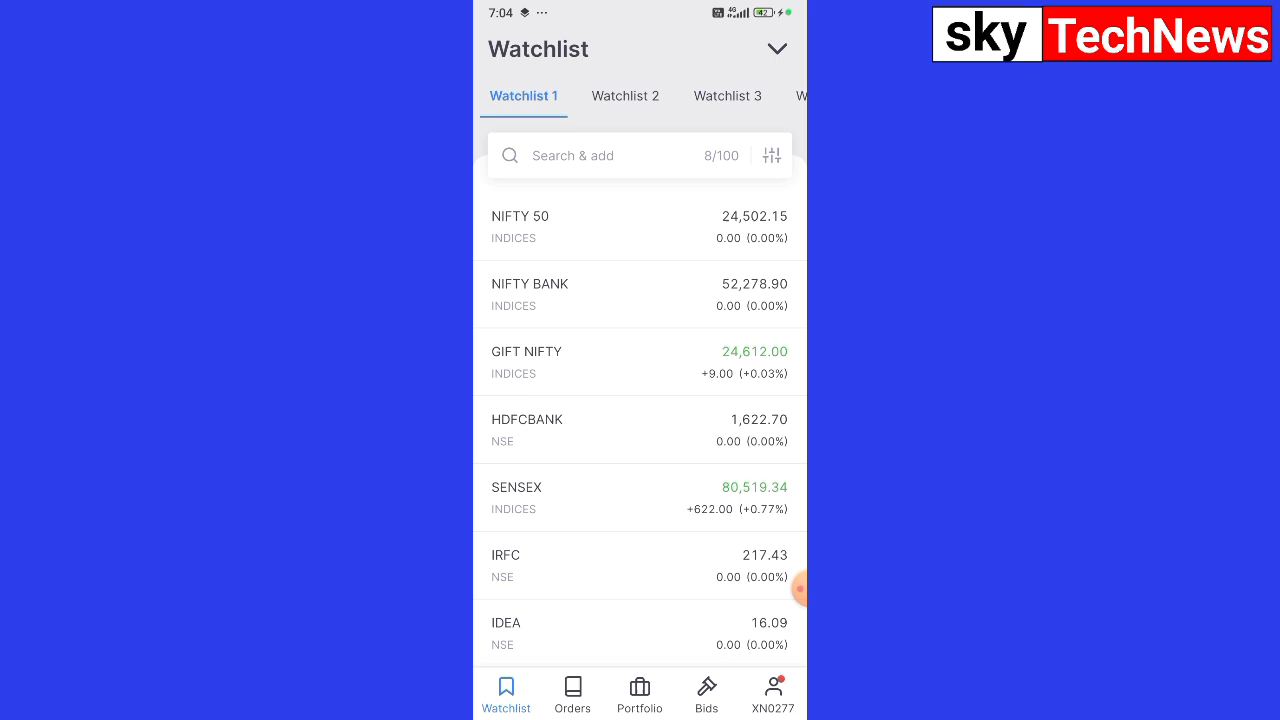 7:04 ... 4G 42
sky TechNews
Watchlist
Watchlist 1 Watchlist 2 Watchlist 3 W
Search & add 8/100
NIFTY 50 24,502.15
INDICES 0.00 (0.00%)
NIFTY BANK 52,278.90
INDICES 0.00 (0.00%)
GIFT NIFTY 24,612.00
INDICES +9.00 (+0.03%)
HDFCBANK 1,622.70
NSE 0.00 (0.00%)
SENSEX 80,519.34
INDICES +622.00 (+0.77%)
IRFC 217.43
NSE 0.00 (0.00%)
IDEA 16.09
NSE 0.00 (0.00%)
Watchlist Orders Portfolio Bids XN0277